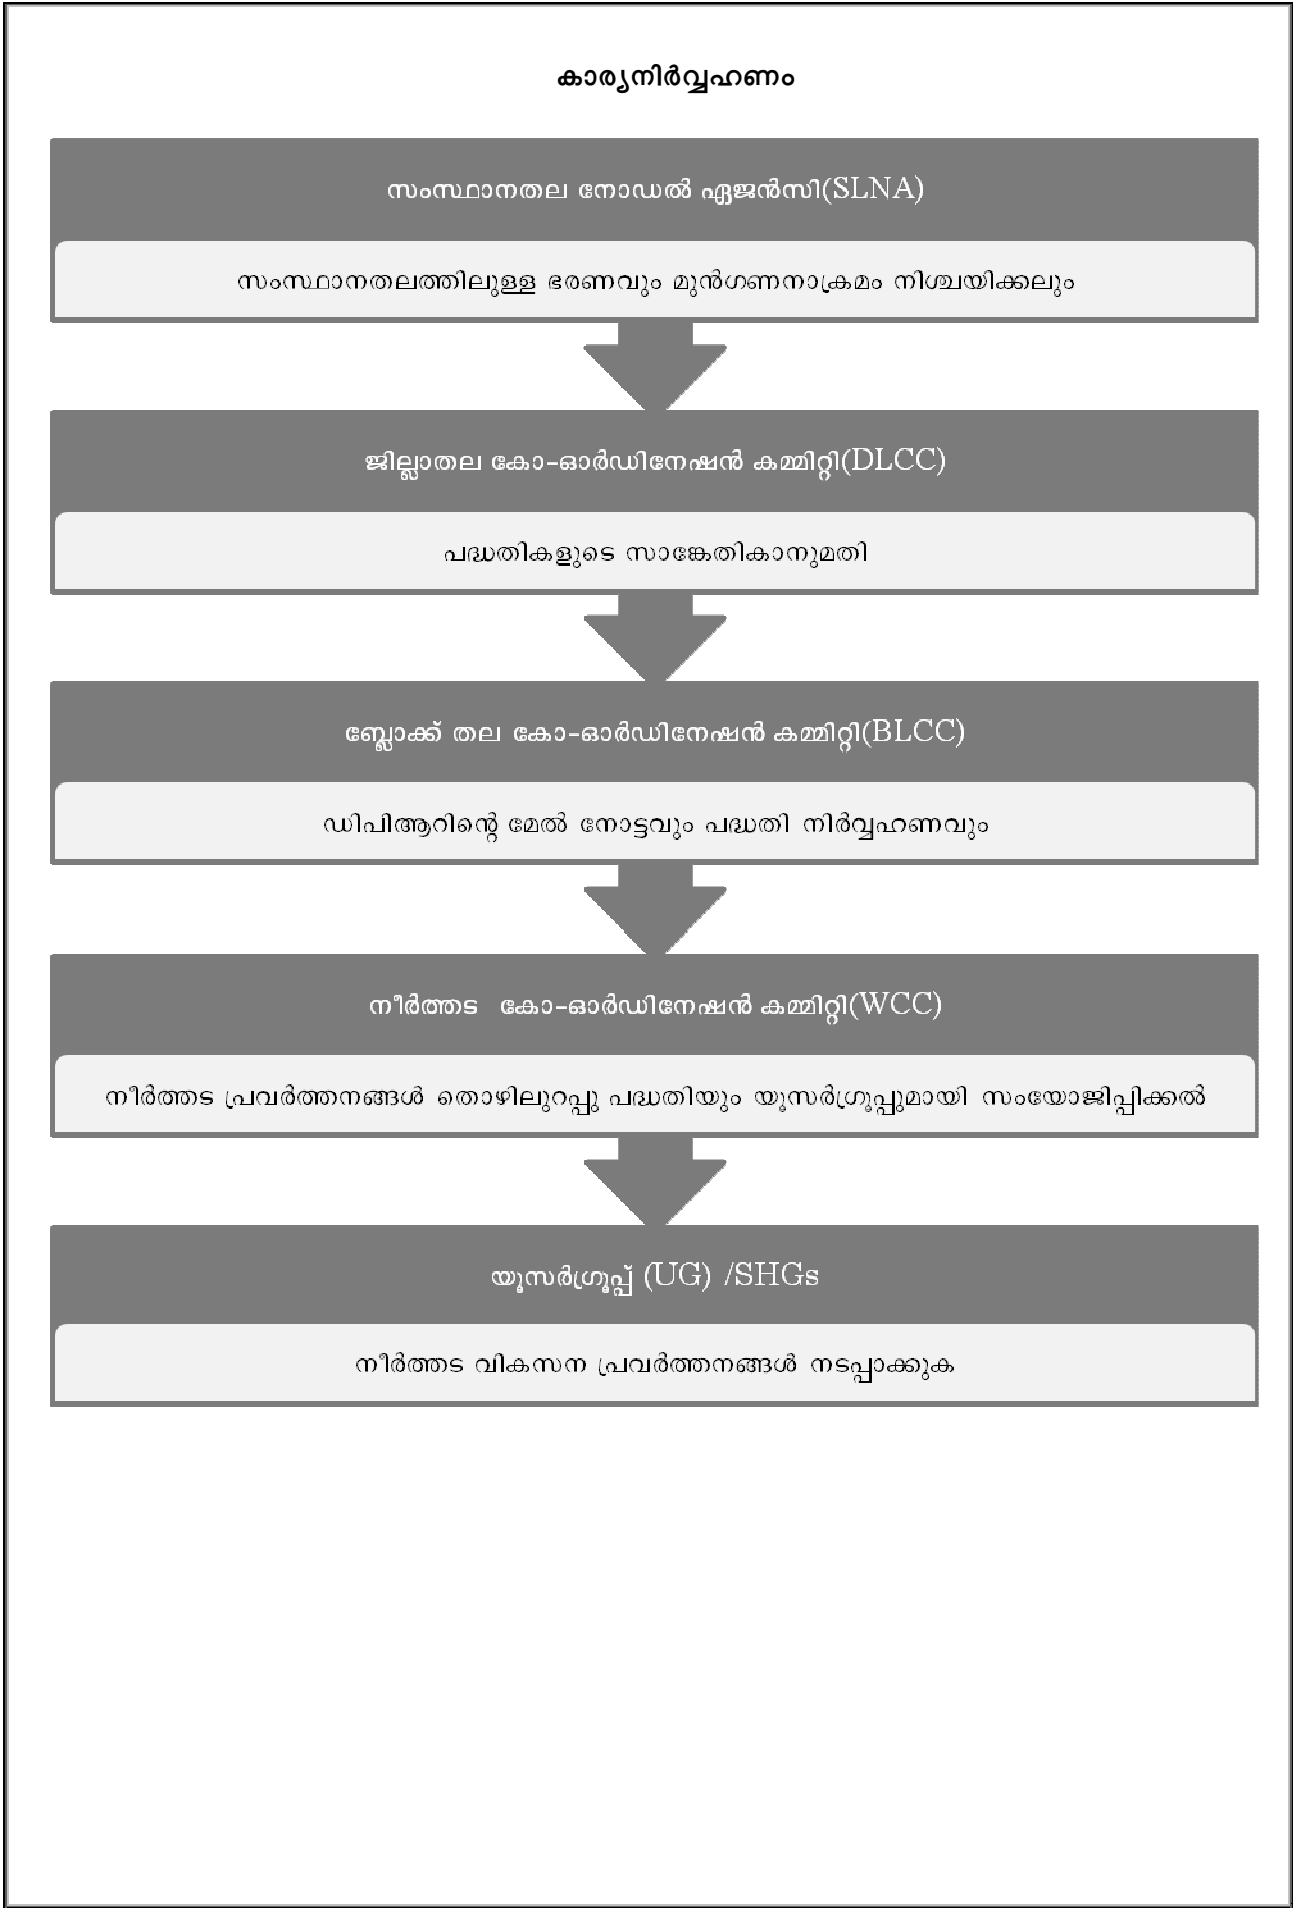 കാര്യനിർവ്വഹണം
സംസ്ഥാനതല നോഡൽ ഏജൻസി(SLNA)
സംസ്ഥാനതലത്തിലുള്ള ഭരണവും മുൻഗണനാക്രമം നിശ്ചയിക്കലും
ജില്ലാതല കോ-ഓർഡിനേഷൻ കമ്മിറ്റി(DLCC)
പദ്ധതികളുടെ സാങ്കേതികാനുമതി
ബ്ലോക്ക് തല കോ-ഓർഡിനേഷൻ കമ്മിറ്റി(BLCC)
ഡിപിആറിന്റെ മേൽ നോട്ടവും പദ്ധതി നിർവ്വഹണവും
നീർത്തട കോ-ഓർഡിനേഷൻ കമ്മിറ്റി(WCC)
നീർത്തട പ്രവർത്തനങ്ങൾ തൊഴിലുറപ്പു പദ്ധതിയും യൂസർഗ്രൂപ്പുമായി സംയോജിപ്പിക്കൽ
യൂസർഗ്രൂപ്പ് (UG) /SHGs
നീർത്തട വികസന പ്രവർത്തനങ്ങൾ നടപ്പാക്കുക